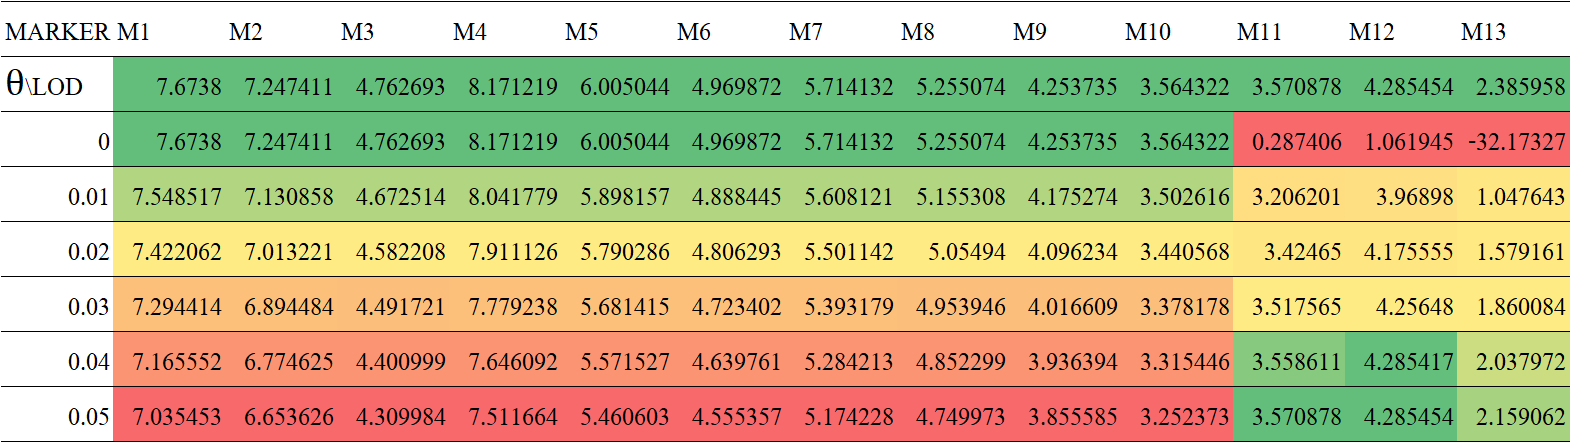 MARKER M1 M2 M3 M4 M5 M6 M7 M8 M9 M10 M11 M12 M13
θ\LOD 7.6738 7.247411 4.762693 8.171219 6.005044 4.969872 5.714132 5.255074 4.253735 3.564322 3.570878 4.285454 2.385958
0 7.6738 7.247411 4.762693 8.171219 6.005044 4.969872 5.714132 5.255074 4.253735 3.564322 0.287406 1.061945 -32.17327
0.01 7.548517 7.130858 4.672514 8.041779 5.898157 4.888445 5.608121 5.155308 4.175274 3.502616 3.206201 3.96898 1.047643
0.02 7.422062 7.013221 4.582208 7.911126 5.790286 4.806293 5.501142 5.05494 4.096234 3.440568 3.42465 4.175555 1.579161
0.03 7.294414 6.894484 4.491721 7.779238 5.681415 4.723402 5.393179 4.953946 4.016609 3.378178 3.517565 4.25648 1.860084
0.04 7.165552 6.774625 4.400999 7.646092 5.571527 4.639761 5.284213 4.852299 3.936394 3.315446 3.558611 4.285417 2.037972
0.05 7.035453 6.653626 4.309984 7.511664 5.460603 4.555357 5.174228 4.749973 3.855585 3.252373 3.570878 4.285454 2.159062